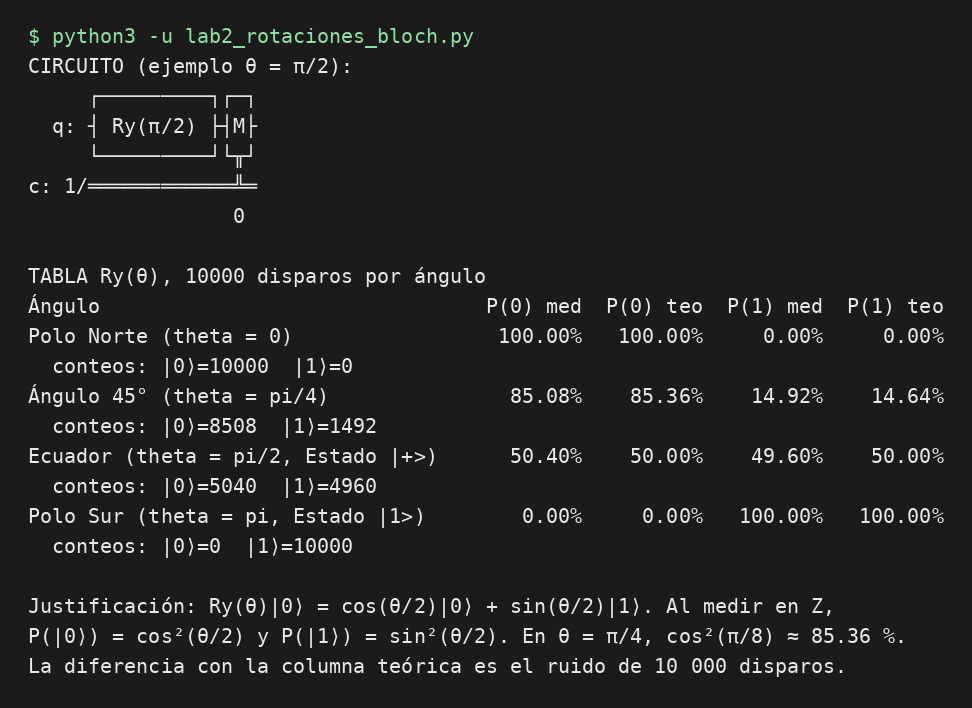 $ python3 -u lab2_rotaciones_bloch.py
CIRCUITO (ejemplo θ = π/2):
     ┌──────────┐┌─┐
  q: ┤ Ry(π/2) ├┤M├
     └──────────┘└╥┘
c: 1/════════════╩═
                 0
TABLA Ry(θ), 10000 disparos por ángulo
Ángulo                                P(0) med  P(0) teo  P(1) med  P(1) teo
Polo Norte (theta = 0)                 100.00%   100.00%     0.00%     0.00%
  conteos: |0⟩=10000  |1⟩=0
Ángulo 45° (theta = pi/4)               85.08%    85.36%    14.92%    14.64%
  conteos: |0⟩=8508  |1⟩=1492
Ecuador (theta = pi/2, Estado |+>)      50.40%    50.00%    49.60%    50.00%
  conteos: |0⟩=5040  |1⟩=4960
Polo Sur (theta = pi, Estado |1>)        0.00%     0.00%   100.00%   100.00%
  conteos: |0⟩=0  |1⟩=10000
Justificación: Ry(θ)|0⟩ = cos(θ/2)|0⟩ + sin(θ/2)|1⟩. Al medir en Z,
P(|0⟩) = cos²(θ/2) y P(|1⟩) = sin²(θ/2). En θ = π/4, cos²(π/8) ≈ 85.36 %.
La diferencia con la columna teórica es el ruido de 10 000 disparos.